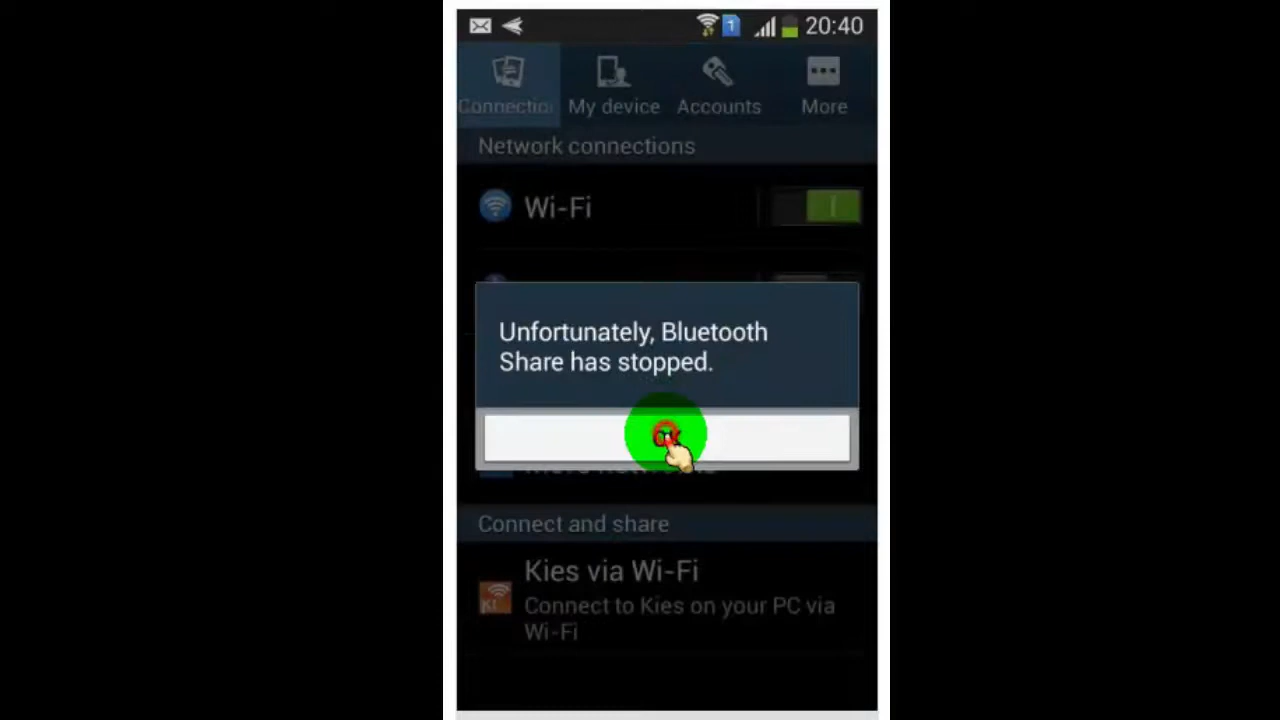 20:40
Connectio
My device
Accounts
More
Network connections
Wi-Fi
Unfortunately, Bluetooth
Share has stopped.
Connect and share
Kies via Wi-Fi
Connect to Kies on your PC via
Wi-Fi